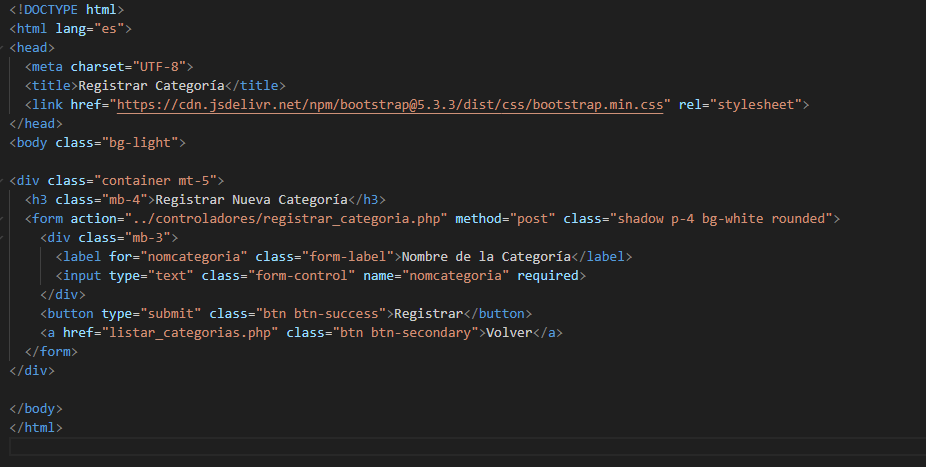 <!DOCTYPE html>
<html lang="es">
<head>
  <meta charset="UTF-8">
  <title>Registrar Categoría</title>
  <link href="https://cdn.jsdelivr.net/npm/bootstrap@5.3.3/dist/css/bootstrap.min.css" rel="stylesheet">
</head>
<body class="bg-light">

<div class="container mt-5">
  <h3 class="mb-4">Registrar Nueva Categoría</h3>
  <form action="../controladores/registrar_categoria.php" method="post" class="shadow p-4 bg-white rounded">
    <div class="mb-3">
      <label for="nomcategoria" class="form-label">Nombre de la Categoría</label>
      <input type="text" class="form-control" name="nomcategoria" required>
    </div>
    <button type="submit" class="btn btn-success">Registrar</button>
    <a href="listar_categorias.php" class="btn btn-secondary">Volver</a>
  </form>
</div>

</body>
</html>